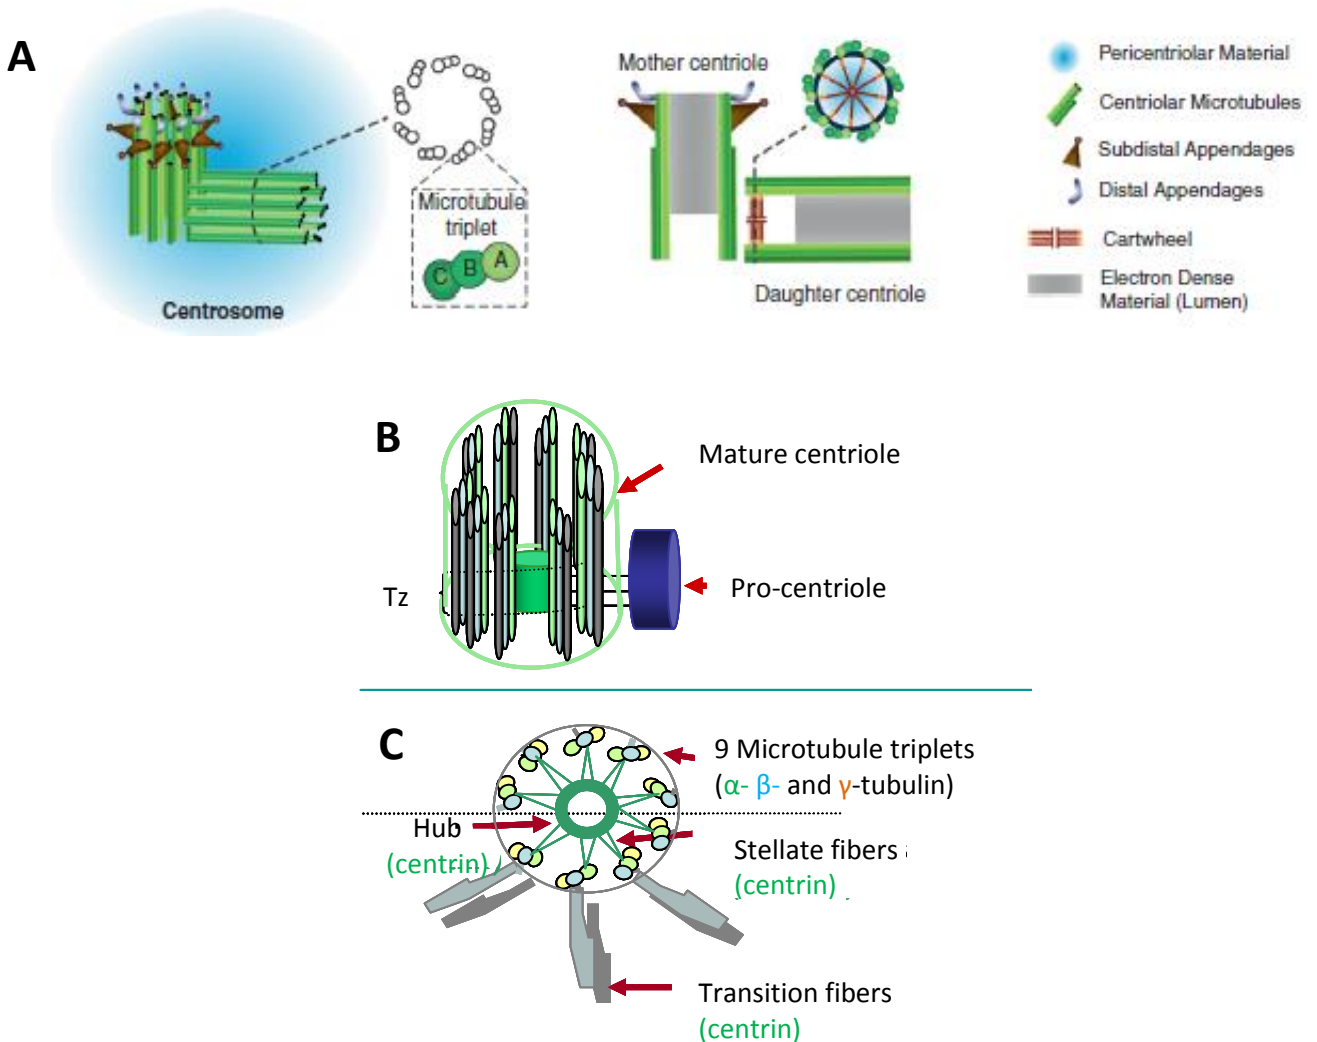 A
Centrosome
Microtubule
triplet
C B A
Mother centriole
Daughter centriole
Pericentriolar Material
Centriolar Microtubules
Subdistal Appendages
Distal Appendages
Cartwheel
Electron Dense
Material (Lumen)
B
Mature centriole
Tz
Pro-centriole
C
9 Microtubule triplets
(α- β- and γ-tubulin)
Hub
(centrin)
Stellate fibers
(centrin)
Transition fibers
(centrin)